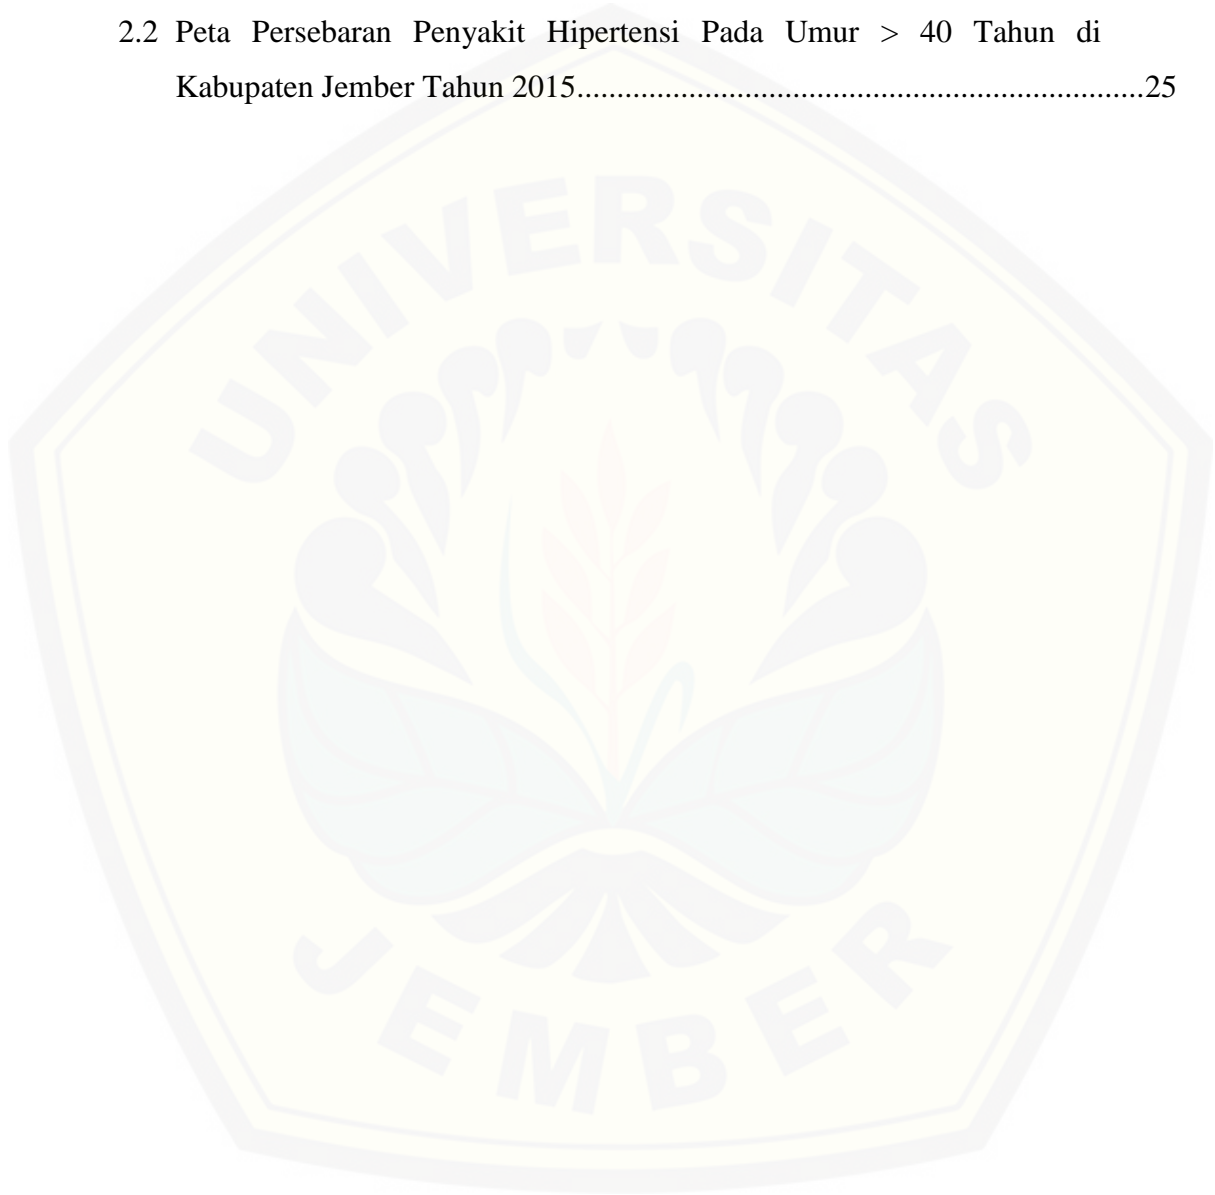 2.2 Peta Persebaran Penyakit Hipertensi Pada Umur > 40 Tahun di
Kabupaten Jember Tahun 2015.......................................................................25
UNIVERSITAS
JEMBER